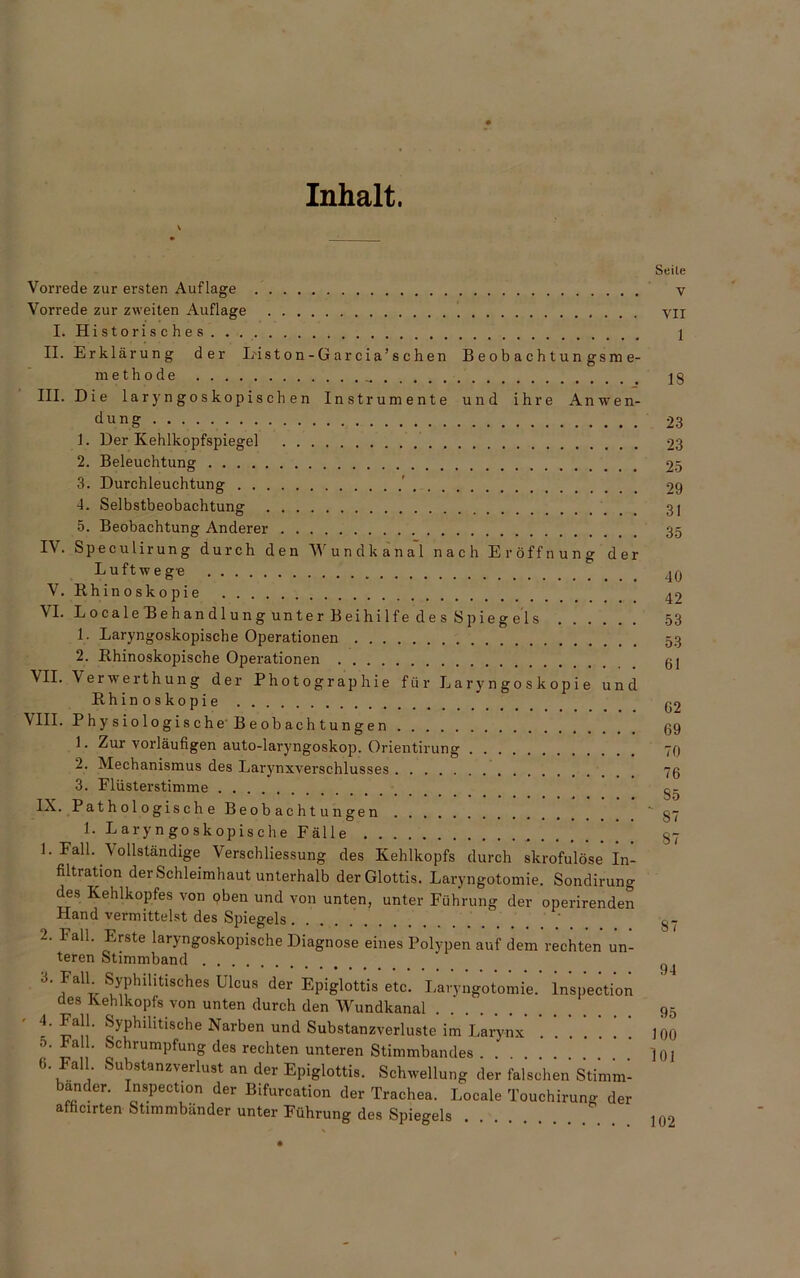 Inhalt.
Seite
Vorrede zur ersten Auflage . . . . . . . . . . V
Vorrede zur zweiten Auflage . . . . . . . . . . VII
I. Historisches . . . . . . . . . . 1
II. Erklärung der Liston-Garcia'schen Beobachtungsme-
methode . . . . . . . . . . 18
III. Die laryngoskopischen Instrumente und ihre Anwen-
dung . . . . . . . . . . 23
1. Der Kehlkopfspiegel . . . . . . . . . . 23
2. Beleuchtung . . . . . . . . . . 25
3. Durchleuchtung . . . . . . . . . . 29
4. Selbstbeobachtung . . . . . . . . . . 31
5. Beobachtung Anderer . . . . . . . . . . 35
IV. Speculirung durch den Wundkanal nach Eröffnung der
Luftwege . . . . . . . . . . 40
V. Rhinoskopie . . . . . . . . . . 42
VI. Locale Behandlung unter Beihilfe des Spiegels . . . . . . 53
1. Laryngoskopische Operationen . . . . . . . . . . 53
2. Rhinoskopische Operationen . . . . . . . . . . 61
VII. Verwerthung der Photographie für Laryngoskopie und
Rhinoskopie . . . . . . . . . . 62
VIII. Physiologische Beobachtungen . . . . . . . . . . 69
1. Zur vorläufigen auto-laryngoskop. Orientirung . . . . . . . . . . 70
2. Mechanismus des Larynxverschlusses . . . . . . . . . . 76
3. Flüsterstimme . . . . . . . . . . 85
IX. Pathologische Beobachtungen . . . . . . . . . . 87
1. Laryngoskopische Fälle . . . . . . . . . . 87
1. Fall. Vollständige Verschliessung des Kehlkopfs durch skrofulöse In-
filtration der Schleimhaut unterhalb der Glottis. Laryngotomie. Sondirung
des Kehlkopfes von oben und von unten, unter Führung der operirenden
Hand vermittelst des Spiegels . . . . . . . . . . 87
2. Fall. Erste laryngoskopische Diagnose eines Polypen auf dem rechten un-
teren Stimmband . . . . . . . . . . 94
3. Fall. Syphilitisches Ulcus der Epiglottis etc. Laryngotomie. Inspection
des Kehlkopfs von unten durch den Wundkanal . . . . . . . . . . 95
4. Fall. Syphilitische Narben und Substanzverluste im Larynx . . . . . . . 100
5. Fall. Schrumpfung des rechten unteren Stimmbandes . . . . . . . . . . 101
6. Fall. Substanzverlust an der Epiglottis. Schwellung der falschen Stimm-
bänder. Inspection der Bifurcation der Trachea. Locale Touchirung der
afficirten Stimmbänder unter Führung des Spiegels . . . . . . . . . . 102